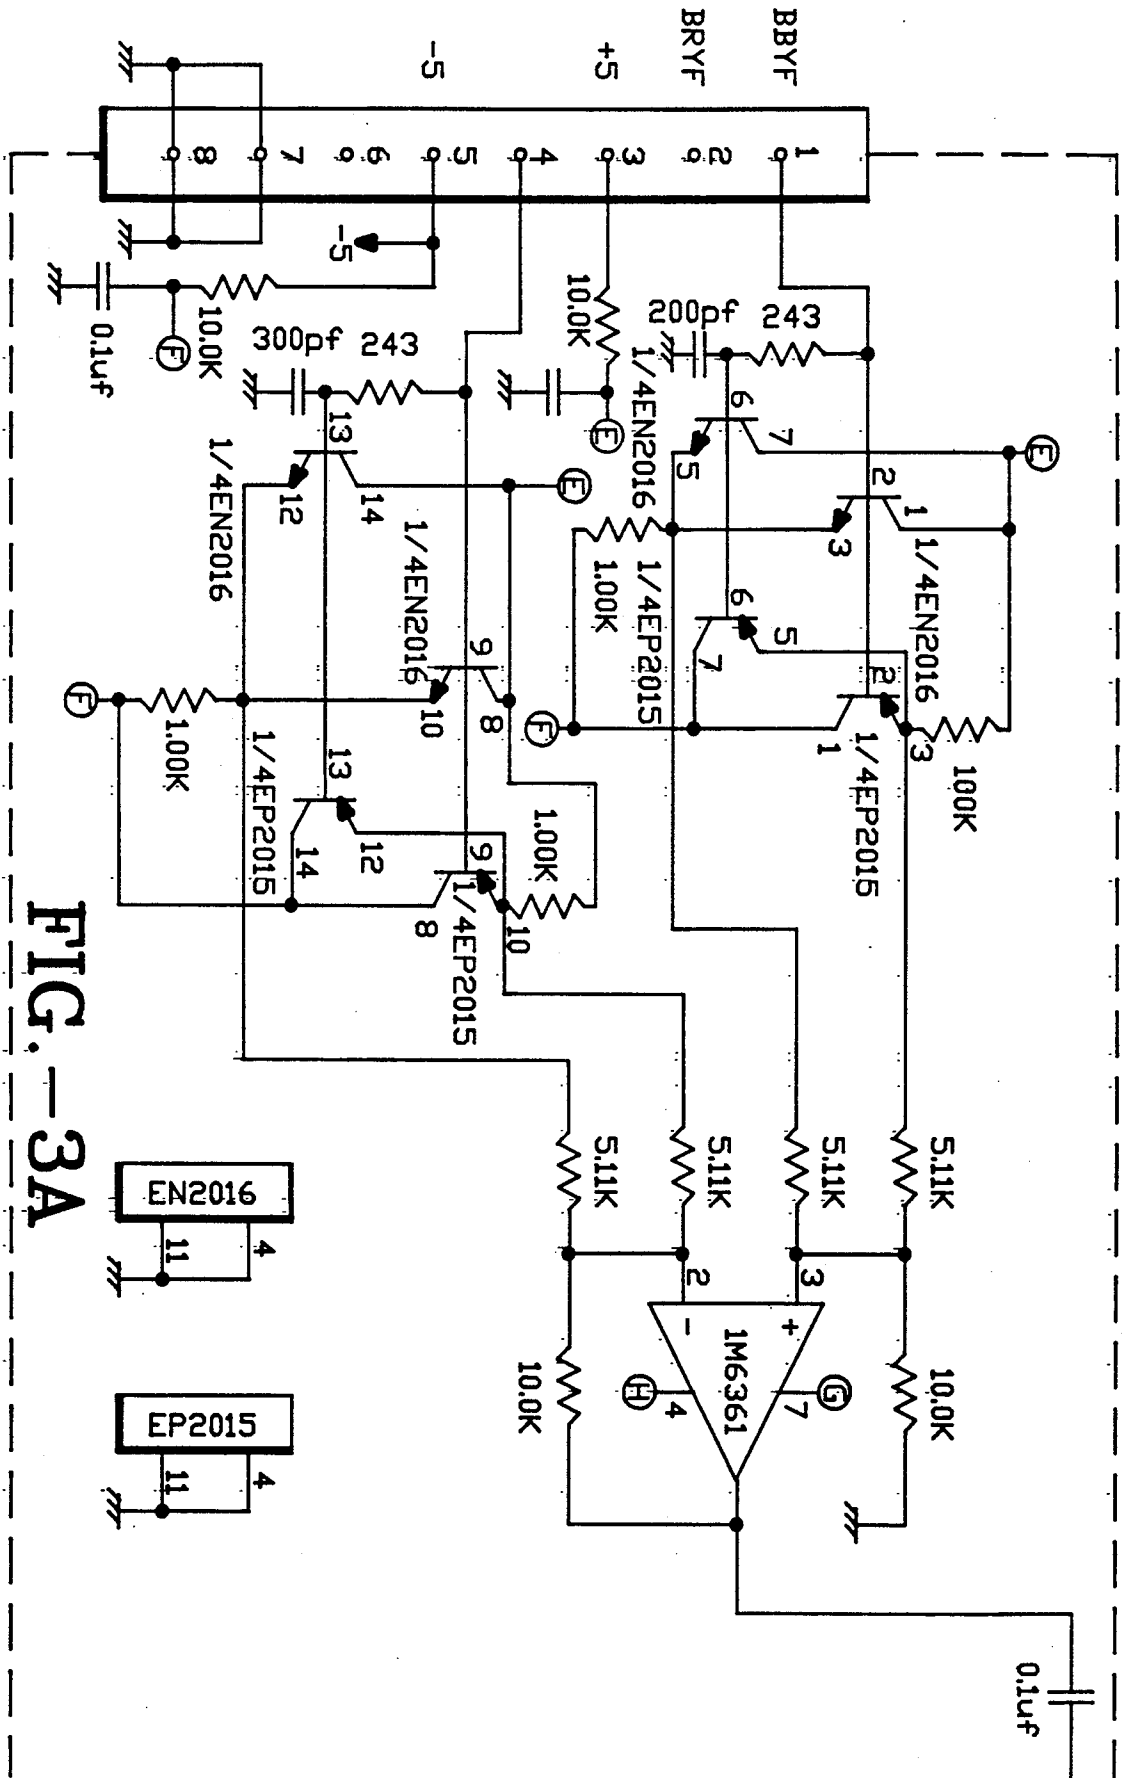 BBYF
BRYF
+5
-5
1
2
3
4
5
6
7
8
-5
10.0K
0.1uf
F
10.0K
E
200pf
243
300pf
243
6
7
5
1/4EN2016
2
1
3
1/4EN2016
E
6
5
7
1/4EP2015
2
3
1
1/4EP2015
100K
1.00K
F
13
14
12
1/4EN2016
E
9
8
10
1/4EN2016
13
12
14
1/4EP2015
9
10
8
1/4EP2015
1.00K
1.00K
F
5.11K
5.11K
5.11K
5.11K
3
2
+
-
1M6361
7
G
4
H
10.0K
10.0K
0.1uf
EN2016
4
11
EP2015
4
11
FIG.-3A